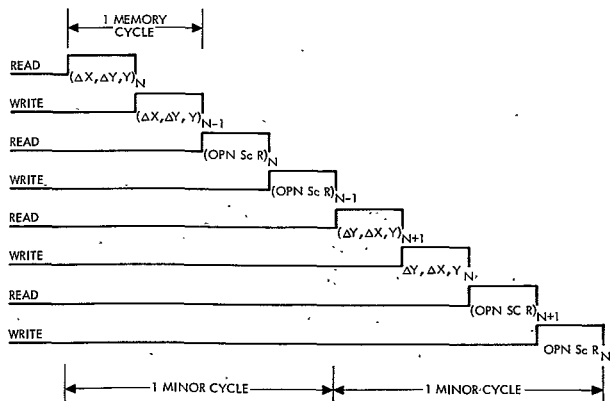 1 MEMORY
CYCLE
READ
(ΔX,ΔY,Y)N
WRITE
(ΔX,ΔY, Y)N-1
READ
(OPN Sc R)N
WRITE
(OPN Sc R)N-1
READ
(ΔY, ΔX, Y)N+1
WRITE
ΔY, ΔX, Y N
READ
(OPN SC R)N+1
WRITE
OPN Sc R N
1 MINOR CYCLE
1 MINOR CYCLE